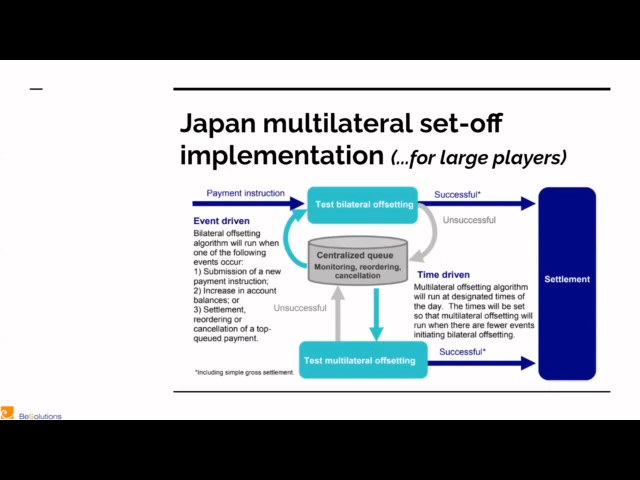 Japan multilateral set-off
implementation (...for large players)
Payment instruction
Test bilateral offsetting
Successful*
Unsuccessful
Event driven
Bilateral offsetting
algorithm will run when
one of the following
events occur:
1) Submission of a new
payment instruction;
2) Increase in account
balances; or
3) Settlement,
reordering or
cancellation of a top-
queued payment.
Centralized queue
Monitoring, reordering,
cancellation
Time driven
Multilateral offsetting algorithm
will run at designated times of
the day. The times will be set
so that multilateral offsetting will
run when there are fewer events
initiating bilateral offsetting.
Settlement
Unsuccessful
Test multilateral offsetting
Successful*
*Including simple gross settlement.
BeSolutions